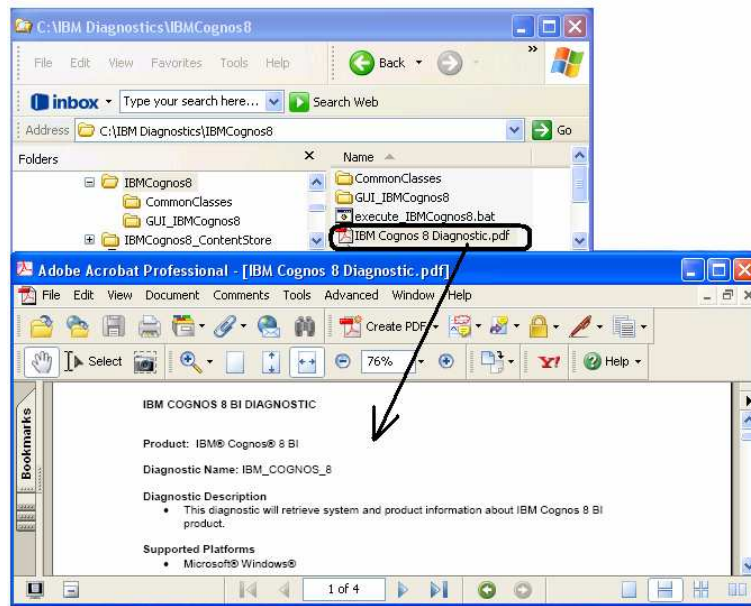 C:\IBM Diagnostics\IBMCognos8
File Edit View Favorites Tools Help Back »
inbox Type your search here... Search Web
Address C:\IBM Diagnostics\IBMCognos8 Go
Folders X Name
IBMCognos8
CommonClasses
GUI_IBMCognos8
IBMCognos8_ContentStore
CommonClasses
GUI_IBMCognos8
execute_IBMCognos8.bat
IBM Cognos 8 Diagnostic.pdf
Adobe Acrobat Professional - [IBM Cognos 8 Diagnostic.pdf]
File Edit View Document Comments Tools Advanced Window Help
Create PDF
Select 76% Y! Help
Bookmarks
IBM COGNOS 8 BI DIAGNOSTIC
Product: IBM® Cognos® 8 BI
Diagnostic Name: IBM_COGNOS_8
Diagnostic Description
• This diagnostic will retrieve system and product information about IBM Cognos 8 BI
product.
Supported Platforms
• Microsoft® Windows®
1 of 4